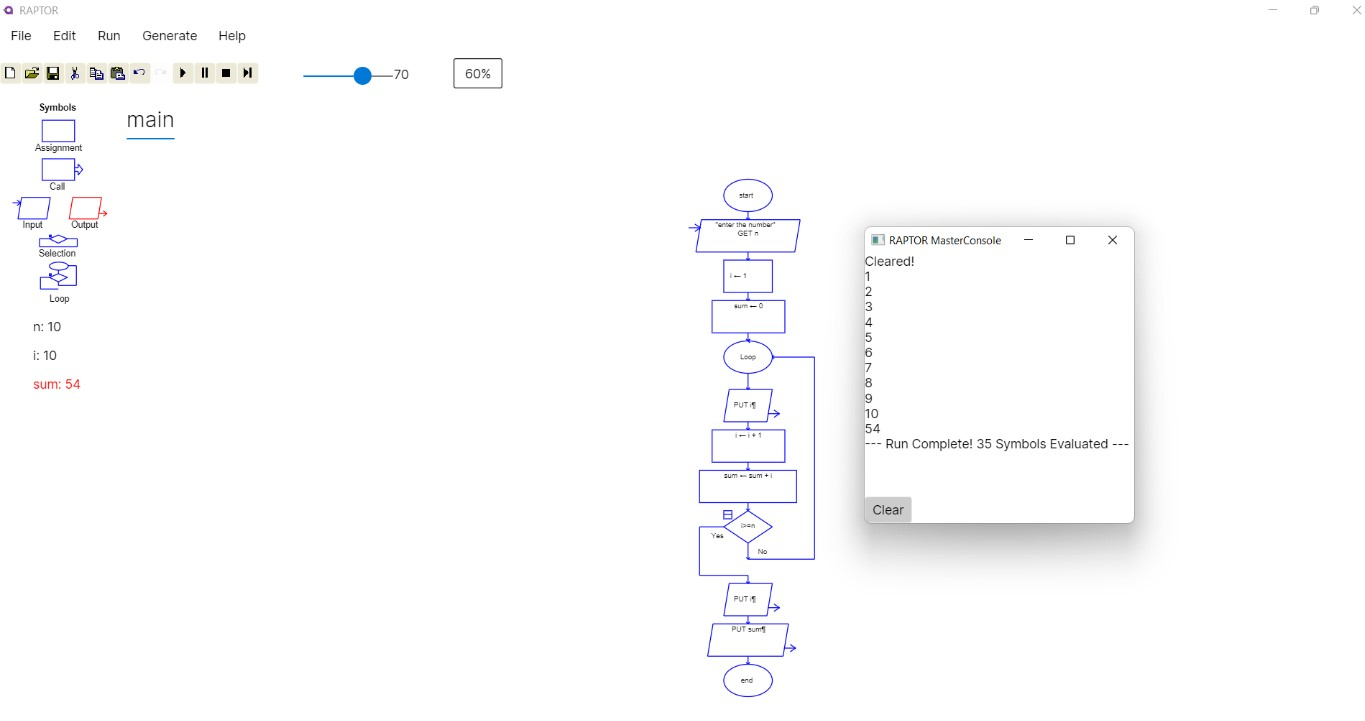 RAPTOR
File Edit Run Generate Help
70
60%
Symbols
Assignment
Call
Input Output
Selection
Loop
n: 10
i: 10
sum: 54
main
start
"enter the number"
GET n
i ← 1
sum ← 0
Loop
PUT i¶
i ← i + 1
sum ← sum + i
i>=n
Yes
No
PUT i¶
PUT sum¶
end
RAPTOR MasterConsole
Cleared!
1
2
3
4
5
6
7
8
9
10
54
--- Run Complete! 35 Symbols Evaluated ---
Clear